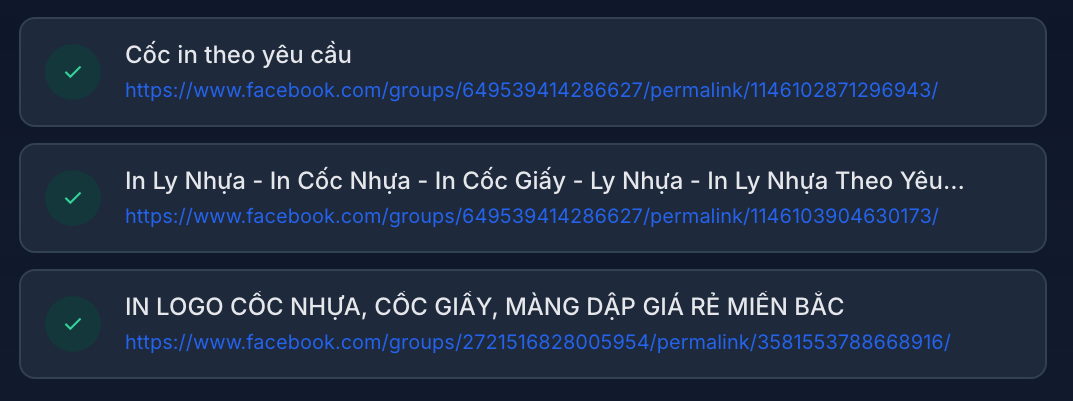 Cốc in theo yêu cầu
https://www.facebook.com/groups/649539414286627/permalink/1146102871296943/
In Ly Nhựa - In Cốc Nhựa - In Cốc Giấy - Ly Nhựa - In Ly Nhựa Theo Yêu...
https://www.facebook.com/groups/649539414286627/permalink/1146103904630173/
IN LOGO CỐC NHỰA, CỐC GIẤY, MÀNG DẬP GIÁ RẺ MIỀN BẮC
https://www.facebook.com/groups/2721516828005954/permalink/3581553788668916/